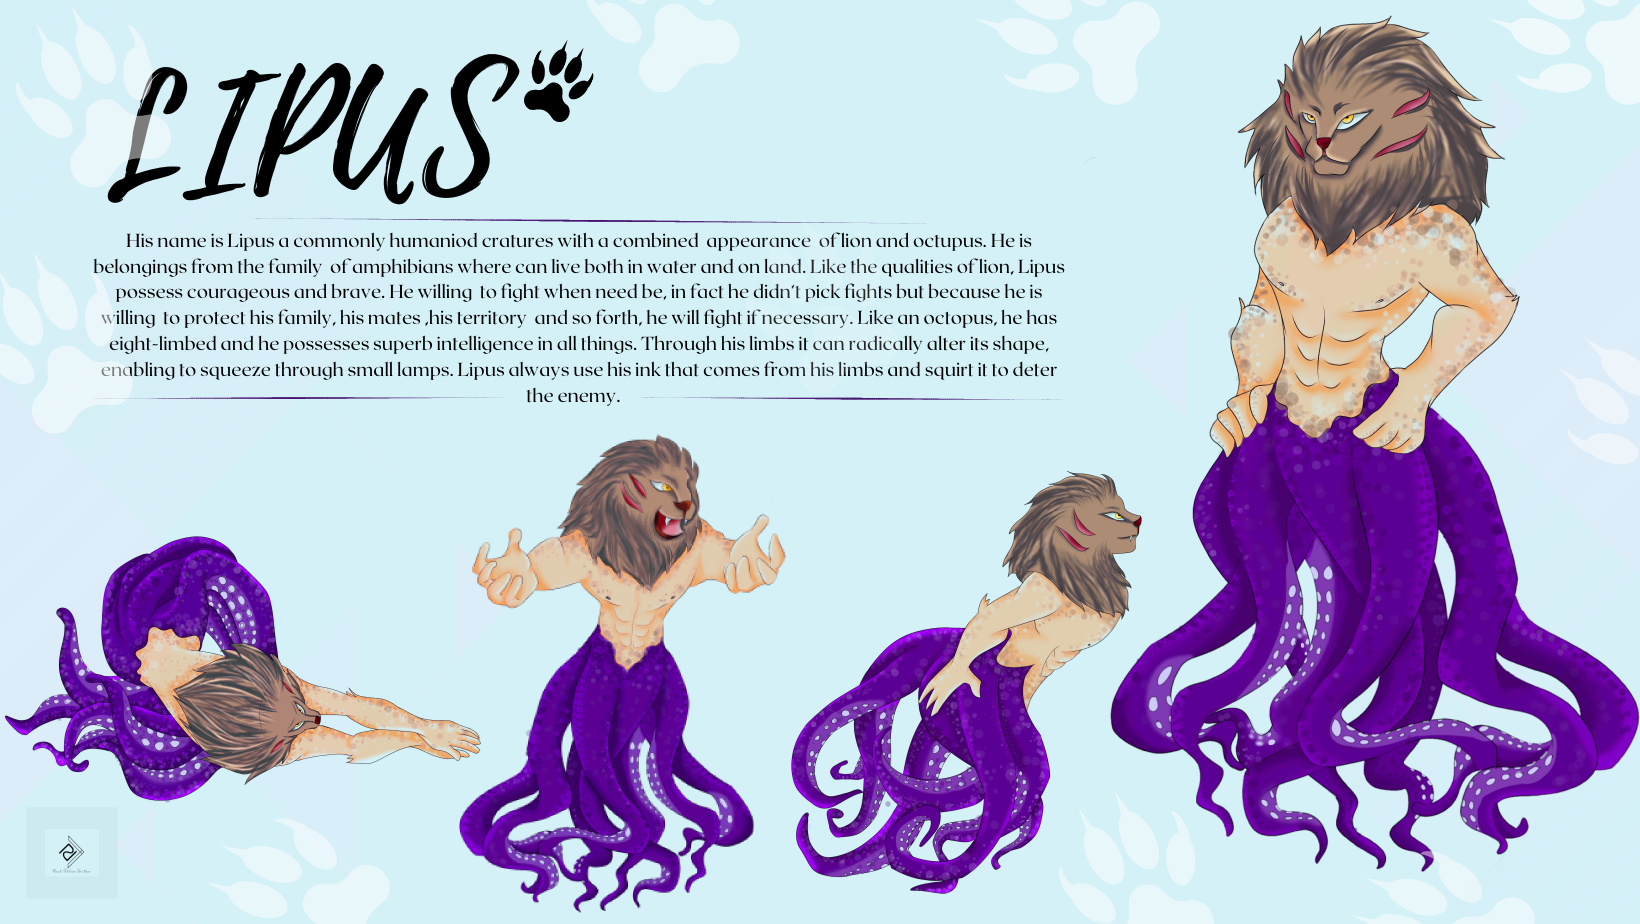 LIPUS
His name is Lipus a commonly humaniod cratures with a combined appearance of lion and octupus. He is
belongings from the family of amphibians where can live both in water and on land. Like the qualities of lion, Lipus
possess courageous and brave. He willing to fight when need be, in fact he didn't pick fights but because he is
willing to protect his family, his mates ,his territory and so forth, he will fight if necessary. Like an octopus, he has
eight-limbed and he possesses superb intelligence in all things. Through his limbs it can radically alter its shape,
enabling to squeeze through small lamps. Lipus always use his ink that comes from his limbs and squirt it to deter
the enemy.